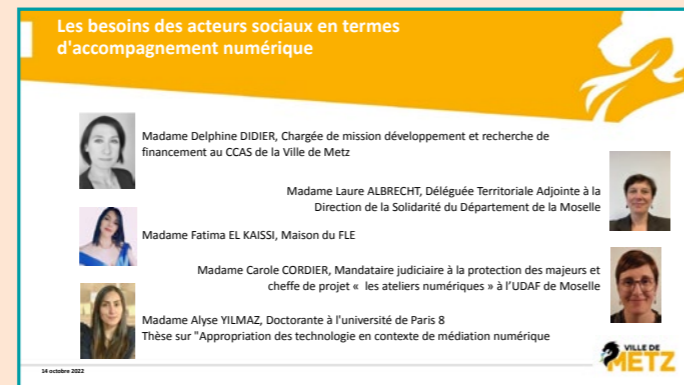 Les besoins des acteurs sociaux en termes
d'accompagnement numérique
Madame Delphine DIDIER, Chargée de mission développement et recherche de
financement au CCAS de la Ville de Metz
Madame Laure ALBRECHT, Déléguée Territoriale Adjointe à la
Direction de la Solidarité du Département de la Moselle
Madame Fatima EL KAISSI, Maison du FLE
Madame Carole CORDIER, Mandataire judiciaire à la protection des majeurs et
cheffe de projet « les ateliers numériques » à l'UDAF de Moselle
Madame Alyse YILMAZ, Doctorante à l'université de Paris 8
Thèse sur "Appropriation des technologie en contexte de médiation numérique
14 octobre 2022
VILLE DE
METZ